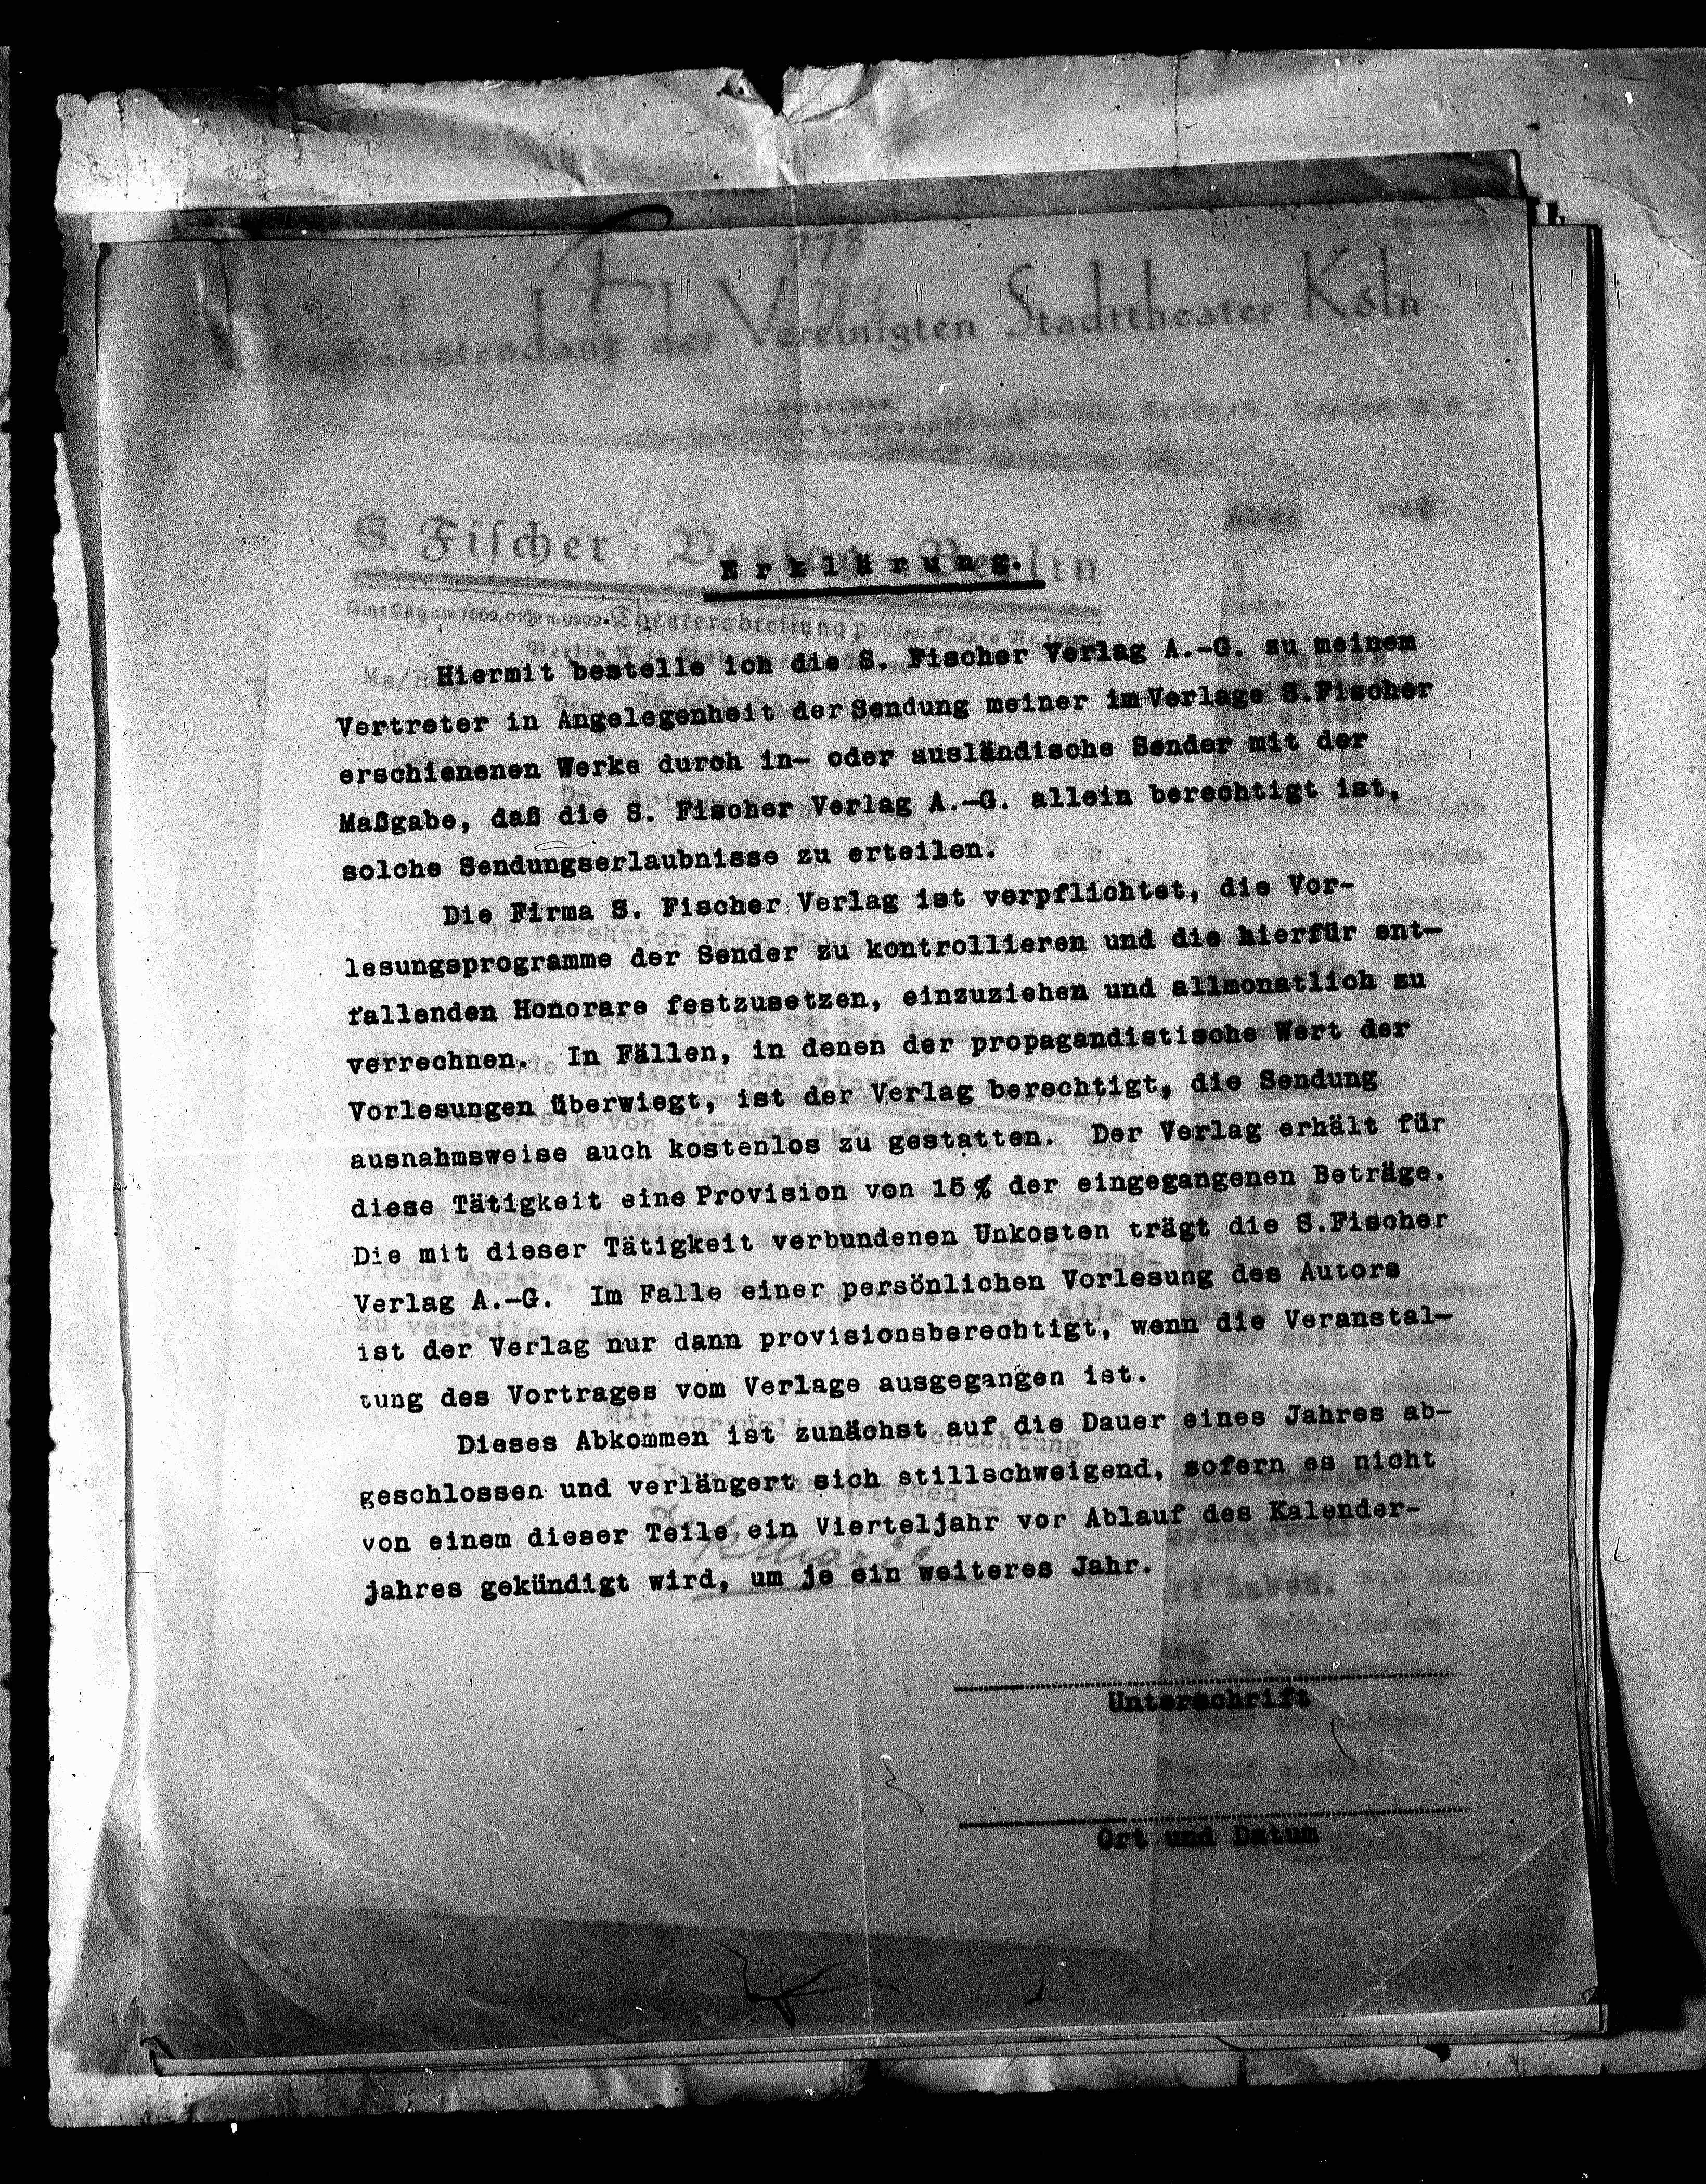 778
der Vereinigten Stadttheater Köln
S. Fischer Verlag Berlin
Erklärung.
Theaterabteilung
Hiermit bestelle ich die S. Fischer Verlag A.-G. zu meinem
Vertreter in Angelegenheit der Sendung meiner im Verlage S.Fischer
erschienenen Werke durch in- oder ausländische Sender mit der
Maßgabe, daß die S. Fischer Verlag A.-G. allein berechtigt ist,
solche Sendungserlaubnisse zu erteilen.
Die Firma S. Fischer Verlag ist verpflichtet, die Vor-
lesungsprogramme der Sender zu kontrollieren und die hierfür ent-
fallenden Honorare festzusetzen, einzuziehen und allmonatlich zu
verrechnen. In Fällen, in denen der propagandistische Wert der
Vorlesungen überwiegt, ist der Verlag berechtigt, die Sendung
ausnahmsweise auch kostenlos zu gestatten. Der Verlag erhält für
diese Tätigkeit eine Provision von 15 % der eingegangenen Beträge.
Die mit dieser Tätigkeit verbundenen Unkosten trägt die S.Fischer
Verlag A.-G. Im Falle einer persönlichen Vorlesung des Autors
ist der Verlag nur dann provisionsberechtigt, wenn die Veranstal-
tung des Vortrages vom Verlage ausgegangen ist.
Dieses Abkommen ist zunächst auf die Dauer eines Jahres ab-
geschlossen und verlängert sich stillschweigend, sofern es nicht
von einem dieser Teile ein Vierteljahr vor Ablauf des Kalender-
jahres gekündigt wird, um je ein weiteres Jahr.
Unterschrift
Ort und Datum